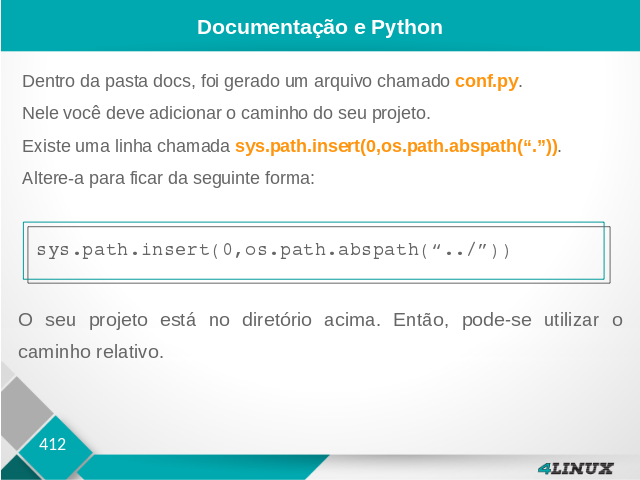 Documentação e Python
Dentro da pasta docs, foi gerado um arquivo chamado conf.py.
Nele você deve adicionar o caminho do seu projeto.
Existe uma linha chamada sys.path.insert(0,os.path.abspath(“.”)).
Altere-a para ficar da seguinte forma:
sys.path.insert(0,os.path.abspath(“../”))
O seu projeto está no diretório acima. Então, pode-se utilizar o
caminho relativo.
412
4LINUX